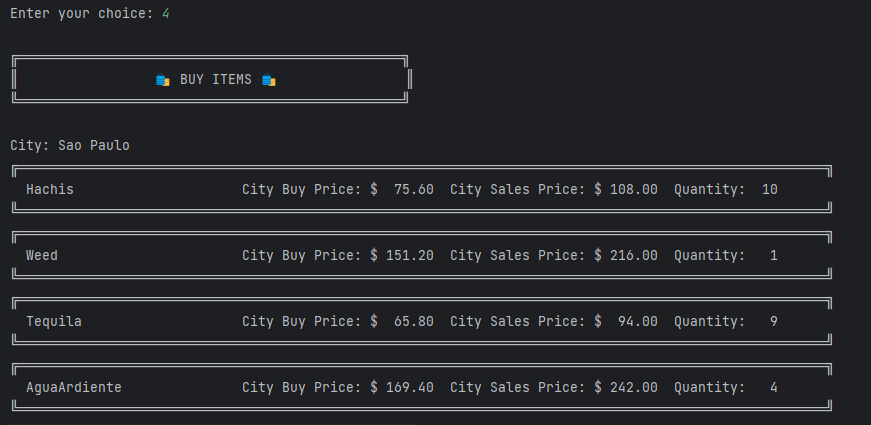 Enter your choice: 4
BUY ITEMS
City: Sao Paulo
Hachis City Buy Price: $ 75.60 City Sales Price: $ 108.00 Quantity: 10
Weed City Buy Price: $ 151.20 City Sales Price: $ 216.00 Quantity: 1
Tequila City Buy Price: $ 65.80 City Sales Price: $ 94.00 Quantity: 9
AguaArdiente City Buy Price: $ 169.40 City Sales Price: $ 242.00 Quantity: 4